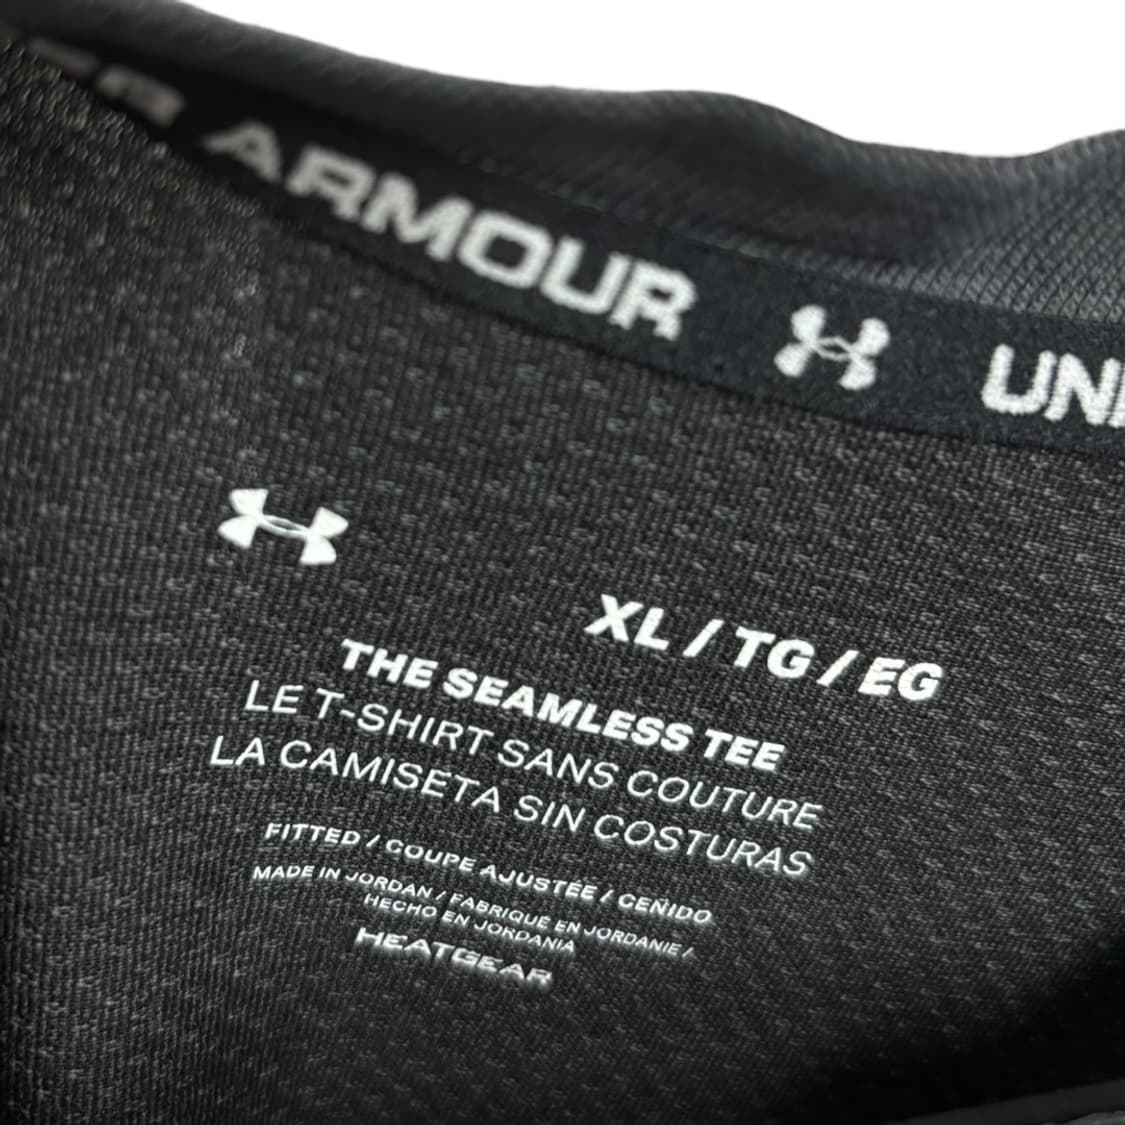 ARMOUR UN
XL / TG / EG
THE SEAMLESS TEE
LE T-SHIRT SANS COUTURE
LA CAMISETA SIN COSTURAS
FITTED / COUPE AJUSTÉE / CEÑIDO
MADE IN JORDAN / FABRIQUÉ EN JORDANIE /
HECHO EN JORDANIA
HEATGEAR